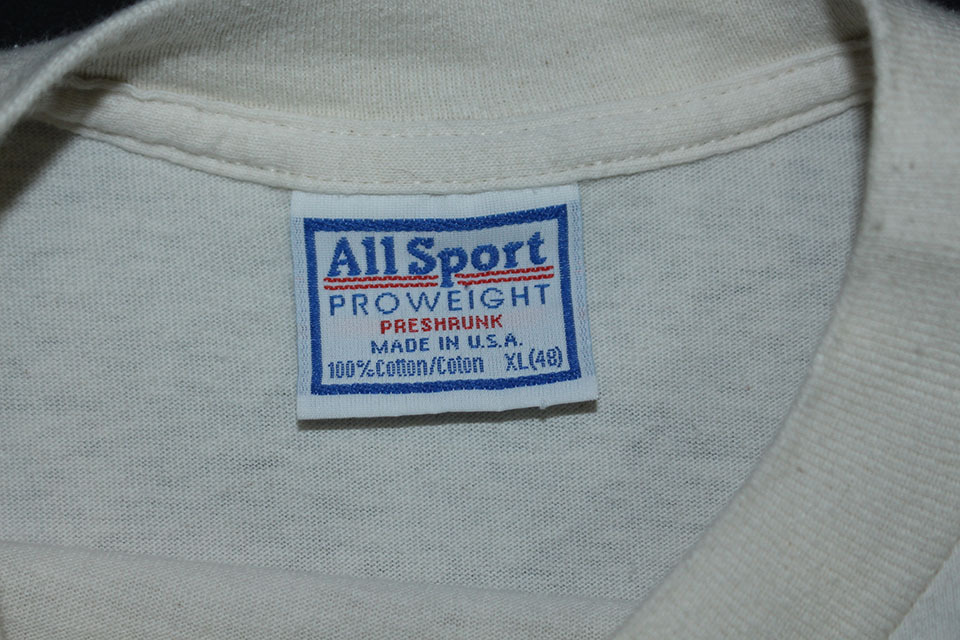 All Sport
PROWEIGHT
PRESHRUNK
MADE IN U.S.A.
100% Cotton/Coton XL(48)